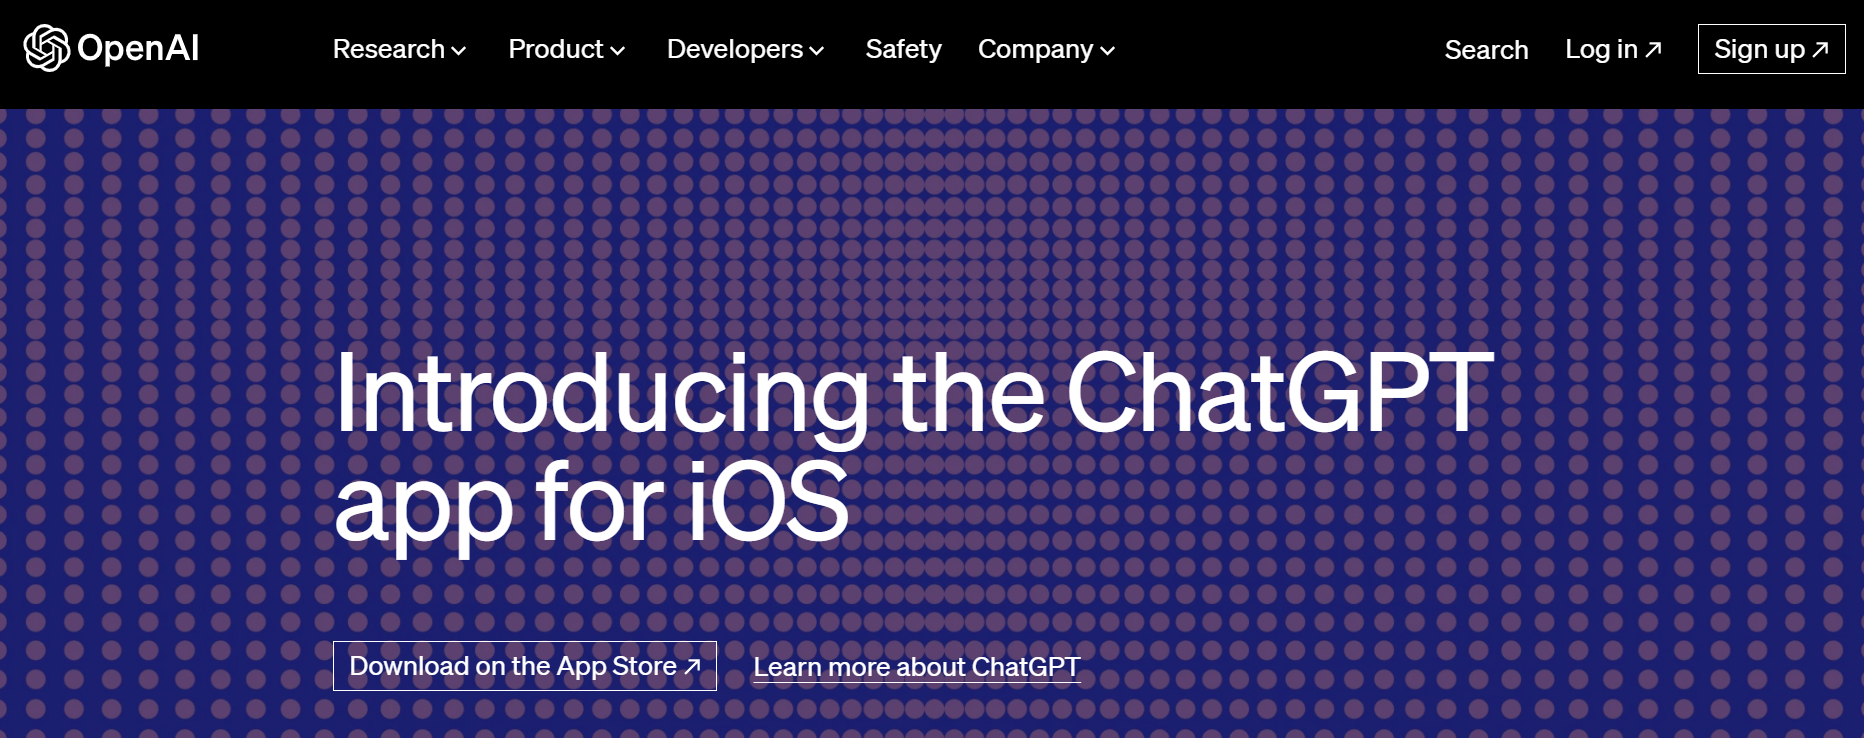 OpenAI Research Product Developers Safety Company Search Log in ↗ Sign up ↗
Introducing the ChatGPT
app for iOS
Download on the App Store ↗ Learn more about ChatGPT